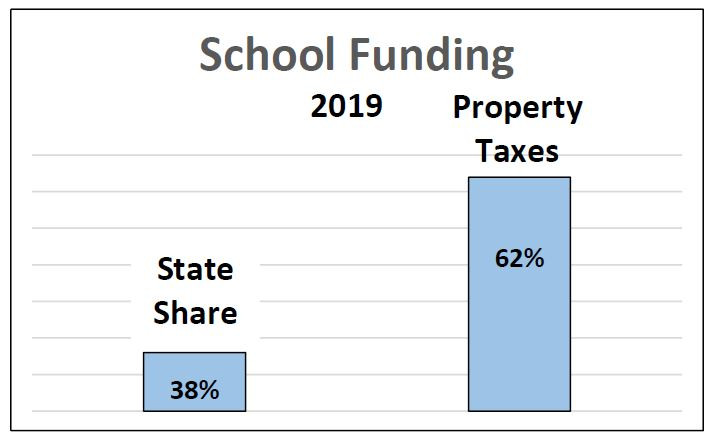 School Funding
2019
Property
Taxes
62%
State
Share
38%